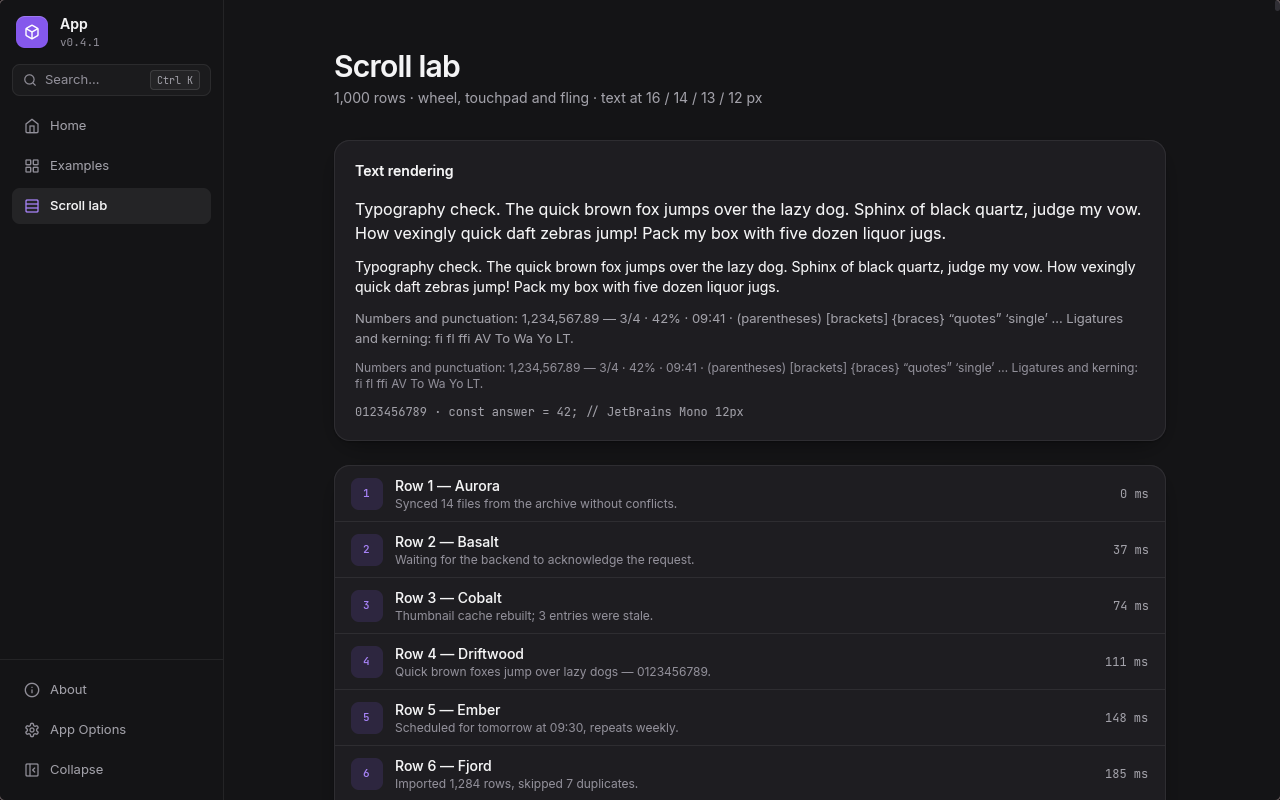 App
v0.4.1
Search...
Ctrl K
Home
Examples
Scroll lab
About
App Options
Collapse
Scroll lab
1,000 rows · wheel, touchpad and fling · text at 16 / 14 / 13 / 12 px
Text rendering
Typography check. The quick brown fox jumps over the lazy dog. Sphinx of black quartz, judge my vow.
How vexingly quick daft zebras jump! Pack my box with five dozen liquor jugs.
Typography check. The quick brown fox jumps over the lazy dog. Sphinx of black quartz, judge my vow. How vexingly
quick daft zebras jump! Pack my box with five dozen liquor jugs.
Numbers and punctuation: 1,234,567.89 — 3/4 · 42% · 09:41 · (parentheses) [brackets] {braces} “quotes” ‘single’ … Ligatures
and kerning: fi fl ffi AV To Wa Yo LT.
Numbers and punctuation: 1,234,567.89 — 3/4 · 42% · 09:41 · (parentheses) [brackets] {braces} “quotes” ‘single’ … Ligatures and kerning:
fi fl ffi AV To Wa Yo LT.
0123456789 · const answer = 42; // JetBrains Mono 12px
1
Row 1 — Aurora
Synced 14 files from the archive without conflicts.
0 ms
2
Row 2 — Basalt
Waiting for the backend to acknowledge the request.
37 ms
3
Row 3 — Cobalt
Thumbnail cache rebuilt; 3 entries were stale.
74 ms
4
Row 4 — Driftwood
Quick brown foxes jump over lazy dogs — 0123456789.
111 ms
5
Row 5 — Ember
Scheduled for tomorrow at 09:30, repeats weekly.
148 ms
6
Row 6 — Fjord
Imported 1,284 rows, skipped 7 duplicates.
185 ms